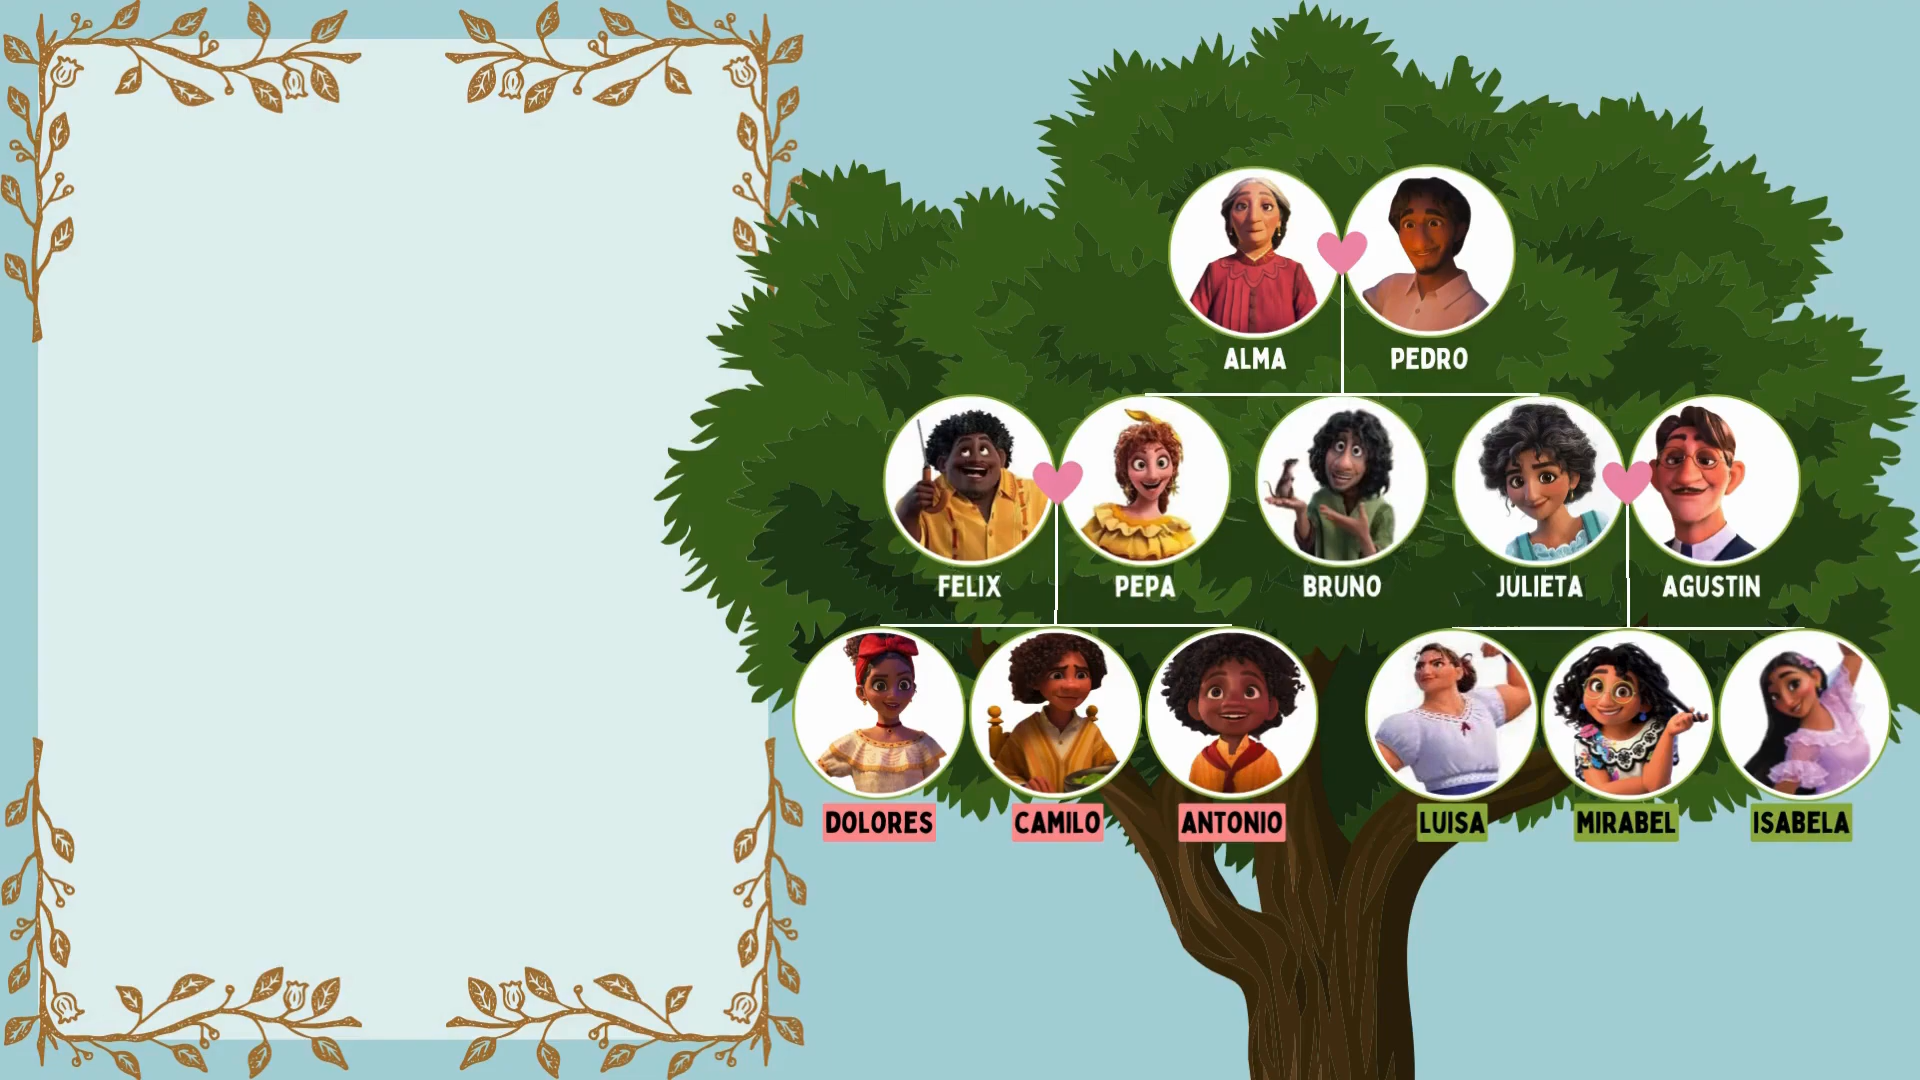 ALMA
PEDRO
FELIX
PEPA
BRUNO
JULIETA
AGUSTIN
DOLORES
CAMILO
ANTONIO
LUISA
MIRABEL
ISABELA